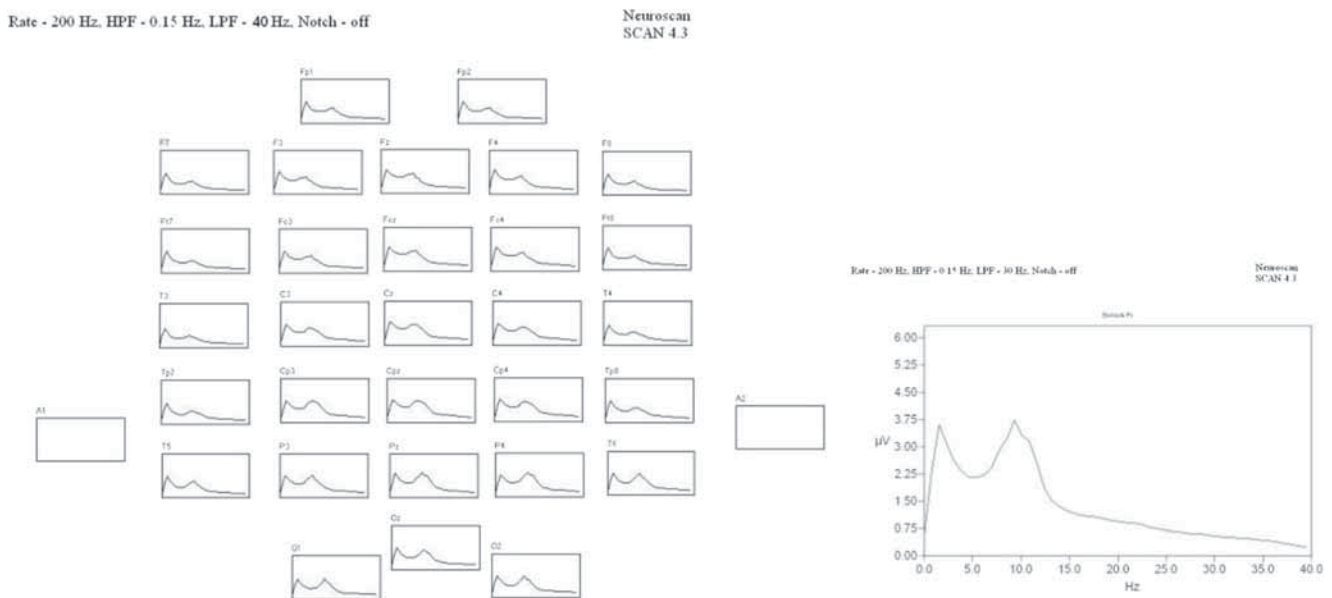 Rate - 200 Hz, HPF - 0.15 Hz, LPF - 40 Hz, Notch - off
Neuroscan
SCAN 4.3
Fp1
Fp2
F7
F3
Fz
F4
F8
Ft7
Fc3
Fcz
Fc4
Ft8
T3
C3
Cz
C4
T4
Tp7
Cp3
Cpz
Cp4
Tp8
A1
A2
T5
P3
Pz
P4
T6
O1
Oz
O2
Rate - 200 Hz, HPF - 0.15 Hz, LPF - 30 Hz, Notch - off
Neuroscan
SCAN 4.3
6.00
5.25
4.50
3.75
3.00
2.25
1.50
0.75
0.00
µV
0.0 5.0 10.0 15.0 20.0 25.0 30.0 35.0 40.0
Hz